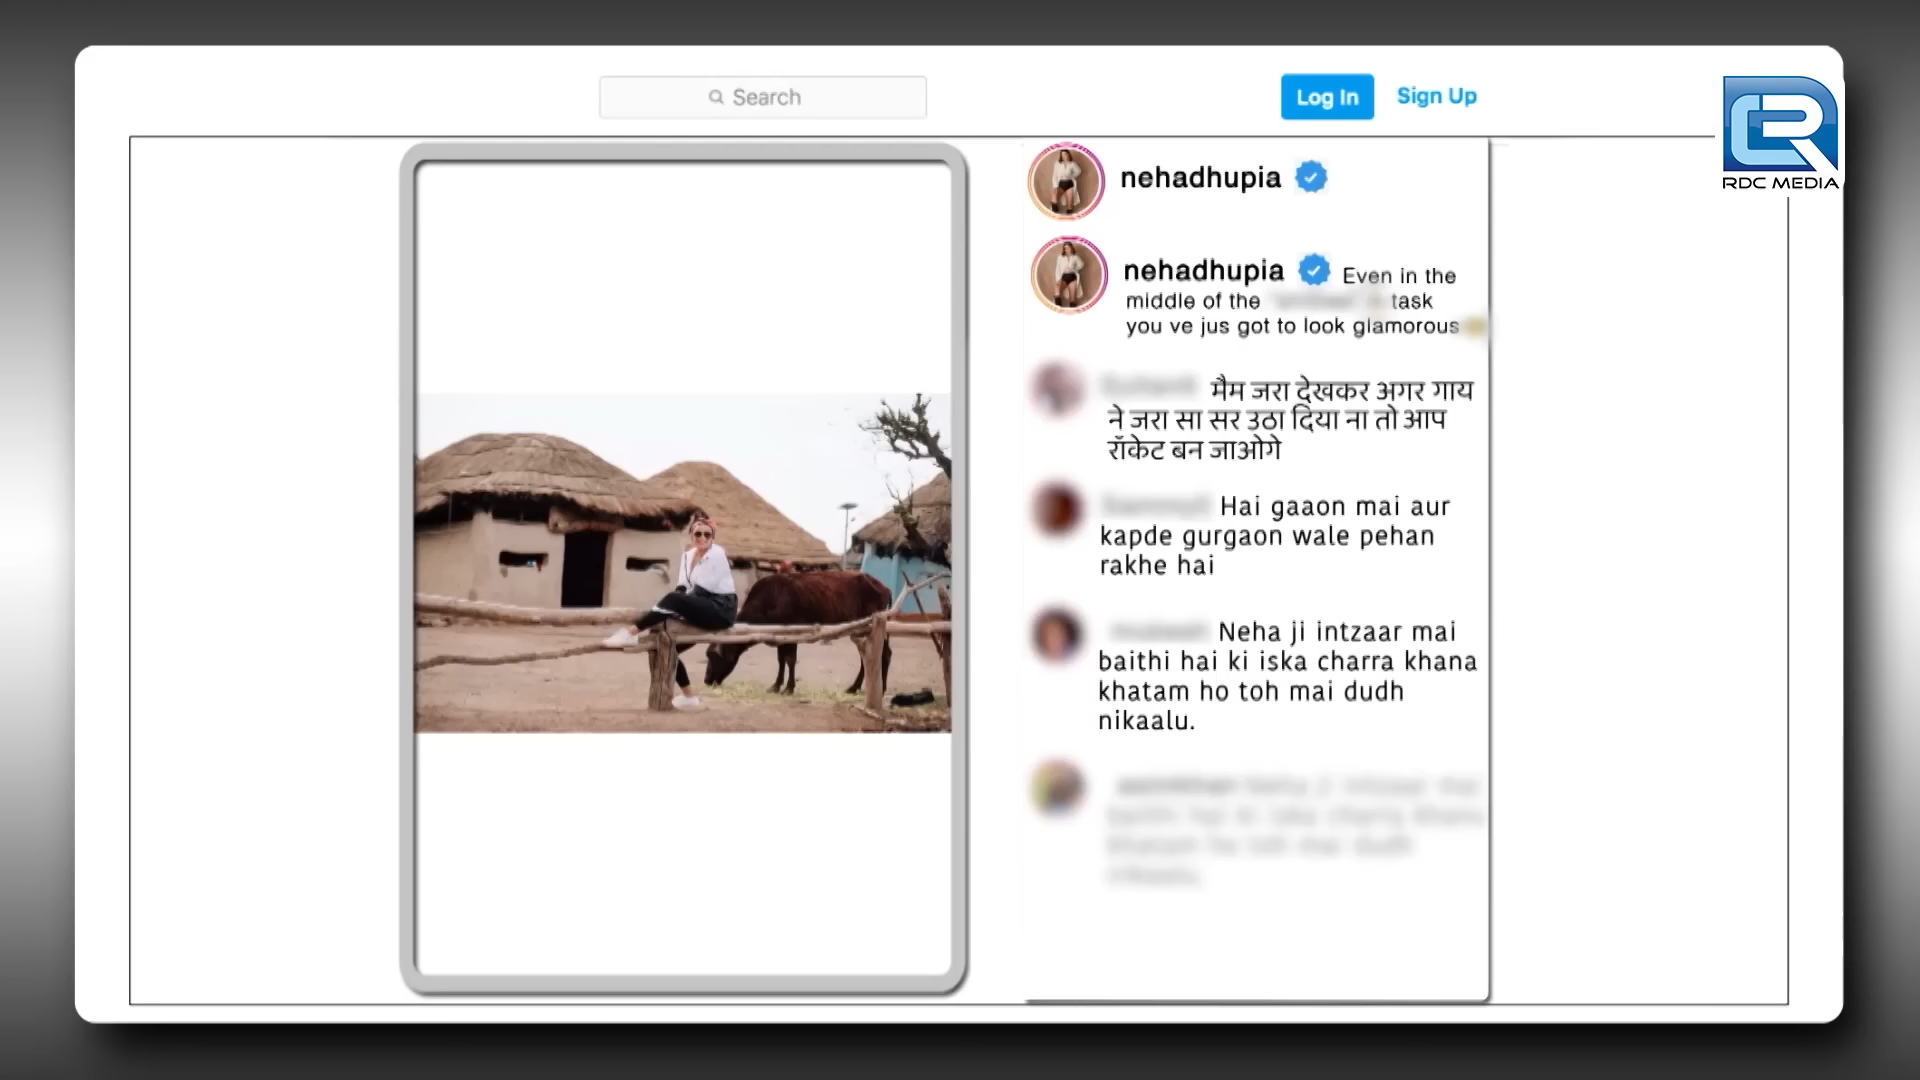 Search
Log In
Sign Up
RDC MEDIA
nehadhupia
nehadhupia Even in the
middle of the task
you ve jus got to look glamorous
मैम जरा देखकर अगर गाय
ने जरा सा सर उठा दिया ना तो आप
रॉकेट बन जाओगे
Hai gaaon mai aur
kapde gurgaon wale pehan
rakhe hai
Neha ji intzaar mai
baithi hai ki iska charra khana
khatam ho toh mai dudh
nikaalu.